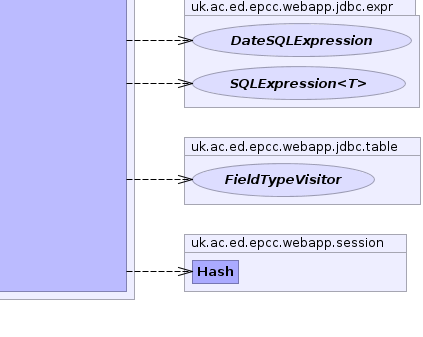 uk.ac.ed.epcc.webapp.jdbc.expr
DateSQLExpression
SQLExpression<T>
uk.ac.ed.epcc.webapp.jdbc.table
FieldTypeVisitor
uk.ac.ed.epcc.webapp.session
Hash